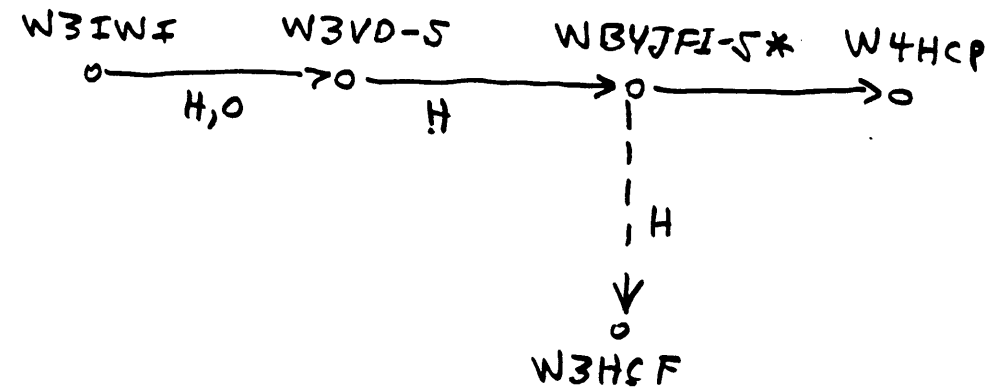 W3IWI W3VD-5 WB4JFI-5* W4HCP
H,O H
H
W3HCF